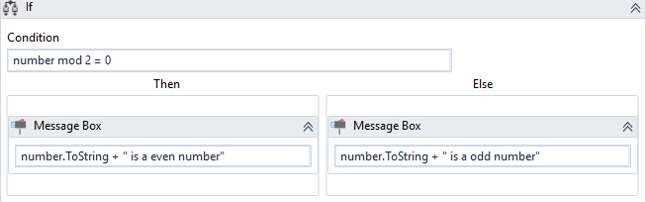 If
Condition
number mod 2 = 0
Then
Else
Message Box
Message Box
number.ToString + " is a even number"
number.ToString + " is a odd number"